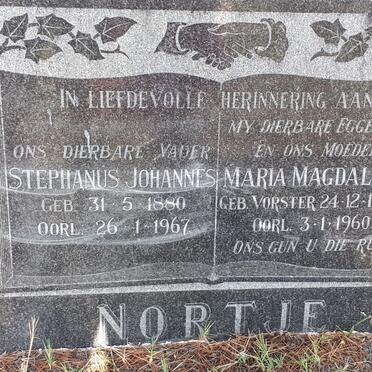 IN LIEFDEVOLLE HERINNERING AAN
ONS DIERBARE VADER
STEPHANUS JOHANNES
GEB. 31-5-1880
OORL. 26-1-1967
MY DIERBARE EGGE
EN ONS MOEDE
MARIA MAGDAL
GEB. VORSTER 24-12-1
OORL. 3-1-1960
ONS GUN U DIE RU
NORTJE